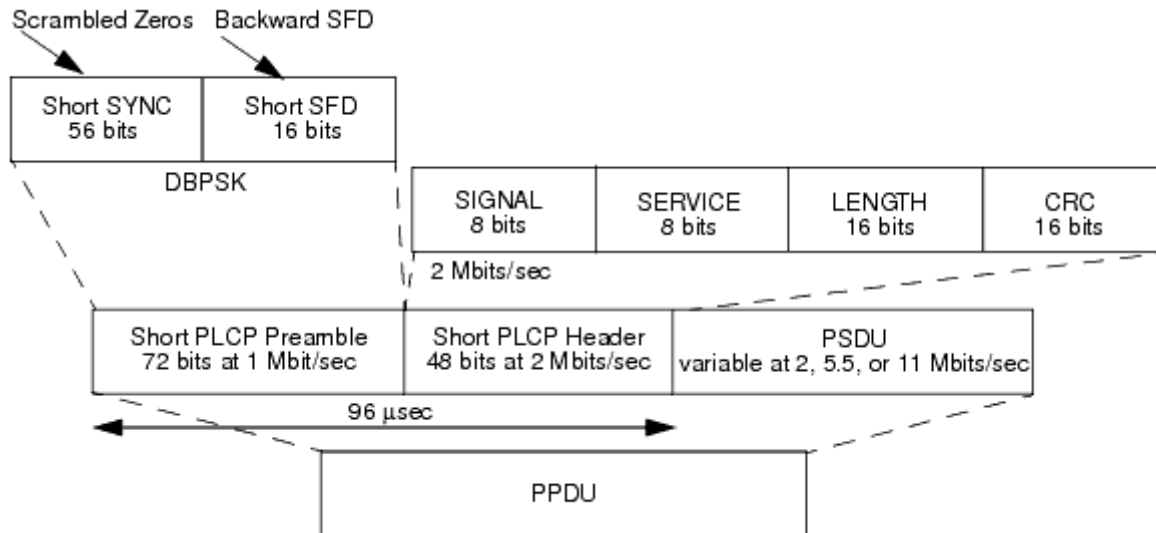 Scrambled Zeros
Backward SFD
Short SYNC
56 bits
Short SFD
16 bits
DBPSK
SIGNAL
8 bits
SERVICE
8 bits
LENGTH
16 bits
CRC
16 bits
2 Mbits/sec
Short PLCP Preamble
72 bits at 1 Mbit/sec
Short PLCP Header
48 bits at 2 Mbits/sec
PSDU
variable at 2, 5.5, or 11 Mbits/sec
96 μsec
PPDU